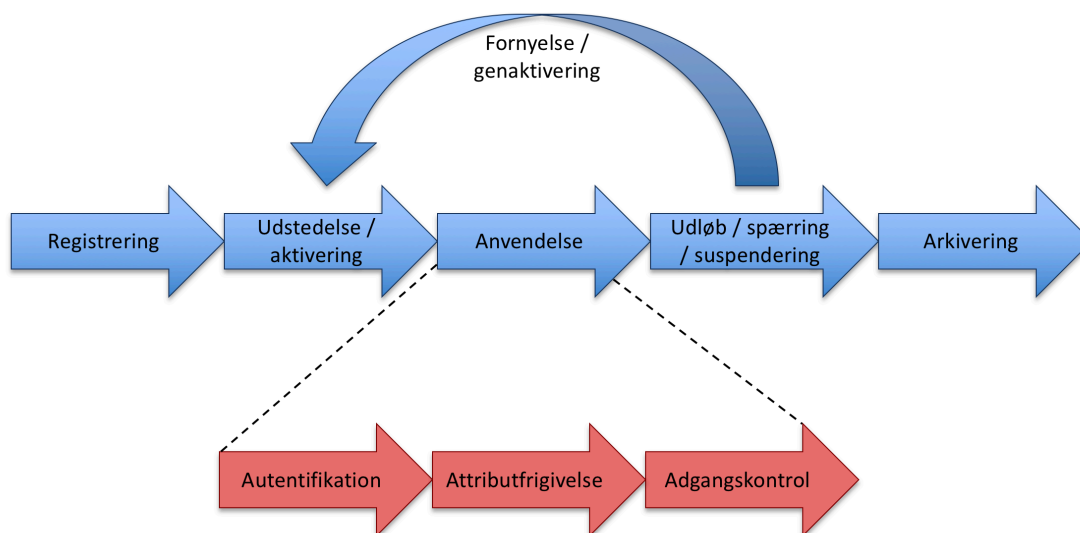 Fornyelse /
genaktivering
Registrering
Udstedelse /
aktivering
Anvendelse
Udløb / spærring
/ suspendering
Arkivering
Autentifikation
Attributfrigivelse
Adgangskontrol